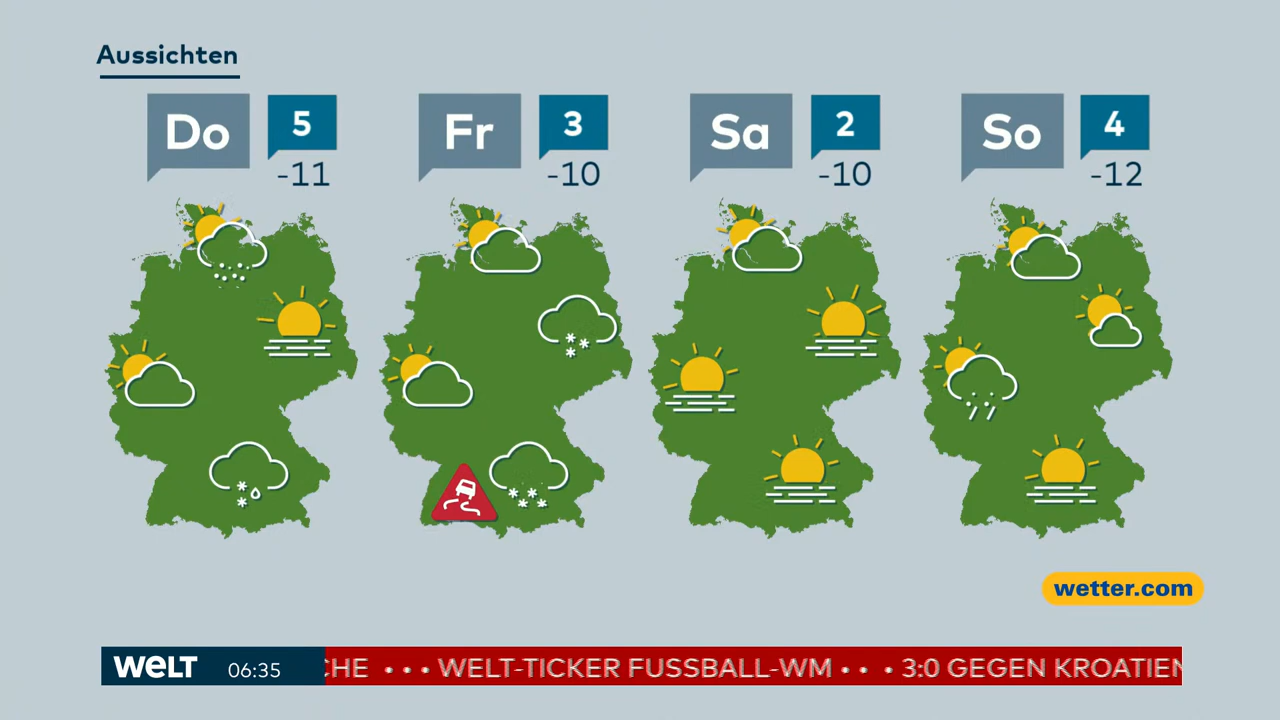 Aussichten
Do 5 -11
Fr 3 -10
Sa 2 -10
So 4 -12
wetter.com
WELT 06:35 CHE • • • WELT-TICKER FUSSBALL-WM • • • 3:0 GEGEN KROATIEN